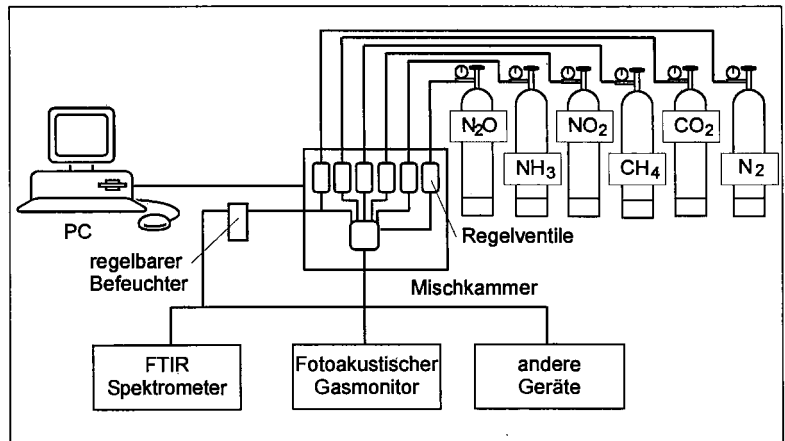 N₂O
NH₃
NO₂
CH₄
CO₂
N₂
PC
regelbarer
Befeuchter
Regelventile
Mischkammer
FTIR
Spektrometer
Fotoakustischer
Gasmonitor
andere
Geräte